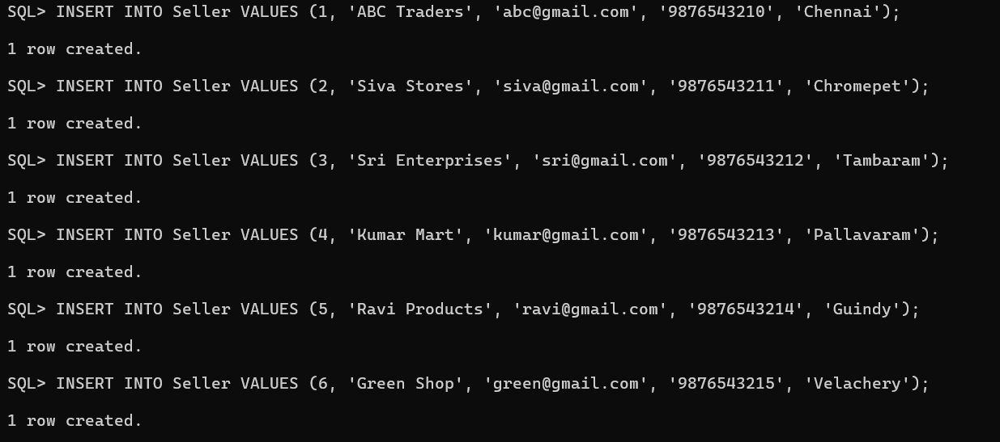 SQL> INSERT INTO Seller VALUES (1, 'ABC Traders', 'abc@gmail.com', '9876543210', 'Chennai');
1 row created.
SQL> INSERT INTO Seller VALUES (2, 'Siva Stores', 'siva@gmail.com', '9876543211', 'Chromepet');
1 row created.
SQL> INSERT INTO Seller VALUES (3, 'Sri Enterprises', 'sri@gmail.com', '9876543212', 'Tambaram');
1 row created.
SQL> INSERT INTO Seller VALUES (4, 'Kumar Mart', 'kumar@gmail.com', '9876543213', 'Pallavaram');
1 row created.
SQL> INSERT INTO Seller VALUES (5, 'Ravi Products', 'ravi@gmail.com', '9876543214', 'Guindy');
1 row created.
SQL> INSERT INTO Seller VALUES (6, 'Green Shop', 'green@gmail.com', '9876543215', 'Velachery');
1 row created.